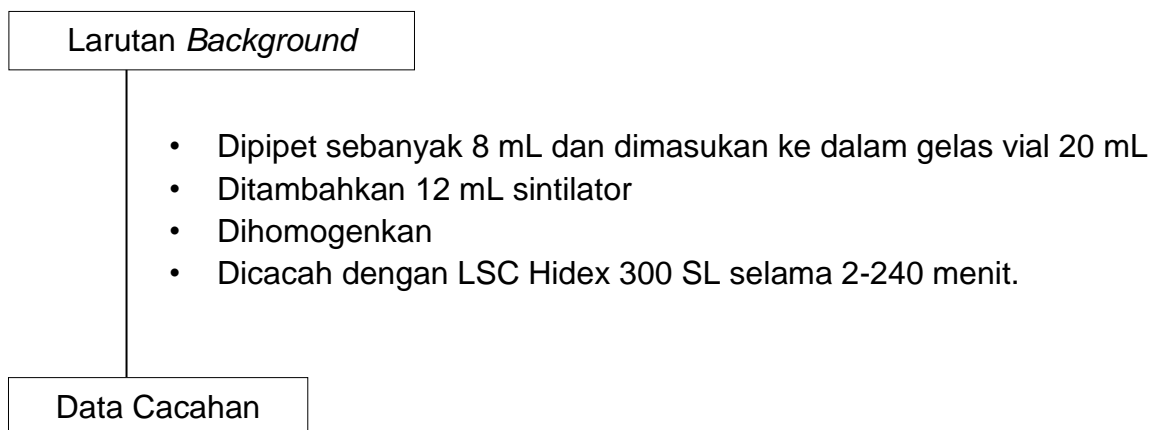 Larutan Background
• Dipipet sebanyak 8 mL dan dimasukan ke dalam gelas vial 20 mL
• Ditambahkan 12 mL sintilator
• Dihomogenkan
• Dicacah dengan LSC Hidex 300 SL selama 2-240 menit.
Data Cacahan